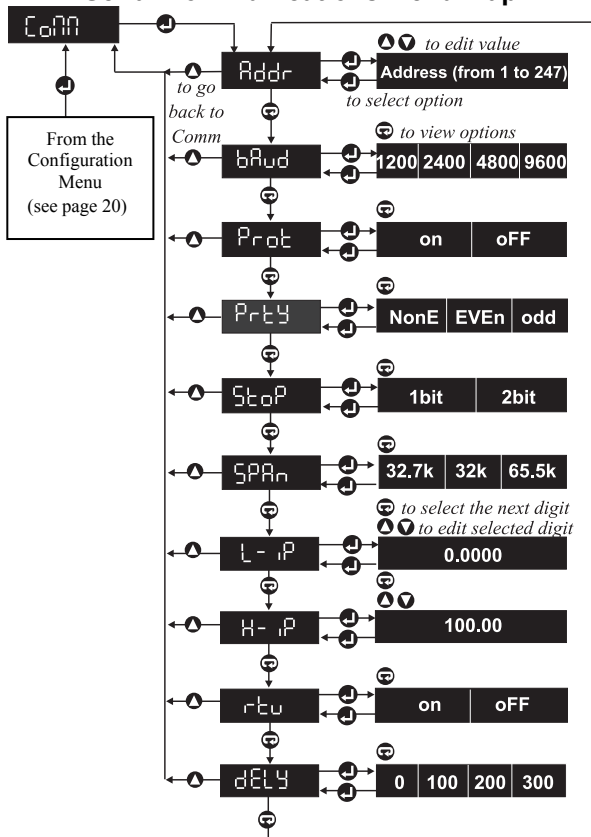 CoMM
to edit value
Addr
Address (from 1 to 247)
to go
back to
Comm
to select option
From the
Configuration
Menu
(see page 20)
to view options
bAud
1200 2400 4800 9600
Prot
on oFF
PrtY
NonE EVEn odd
StoP
1bit 2bit
SPAn
32.7k 32k 65.5k
to select the next digit
to edit selected digit
L-iP
0.0000
H-iP
100.00
rtu
on oFF
dELY
0 100 200 300